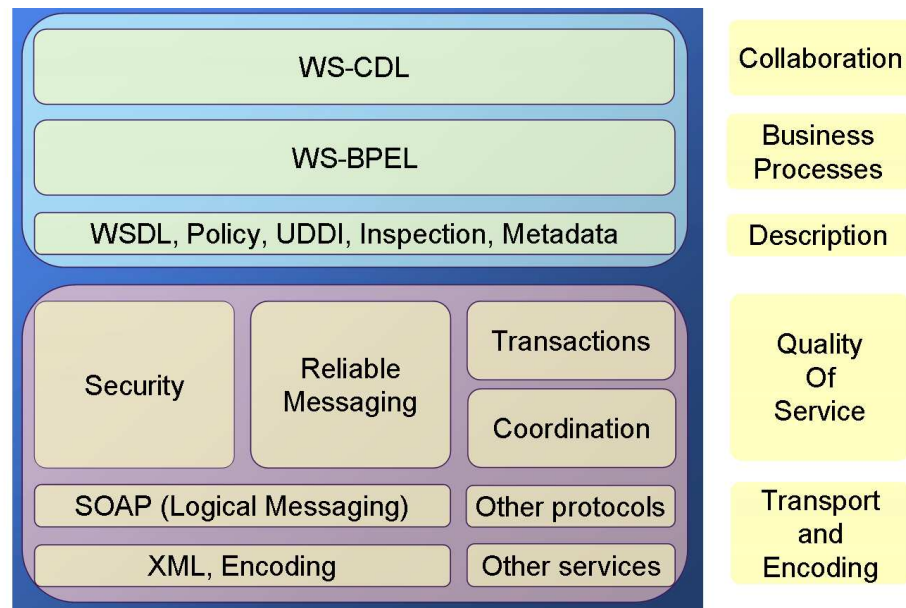 WS-CDL
Collaboration
WS-BPEL
Business
Processes
WSDL, Policy, UDDI, Inspection, Metadata
Description
Security
Reliable
Messaging
Transactions
Coordination
Quality
Of
Service
SOAP (Logical Messaging)
Other protocols
XML, Encoding
Other services
Transport
and
Encoding